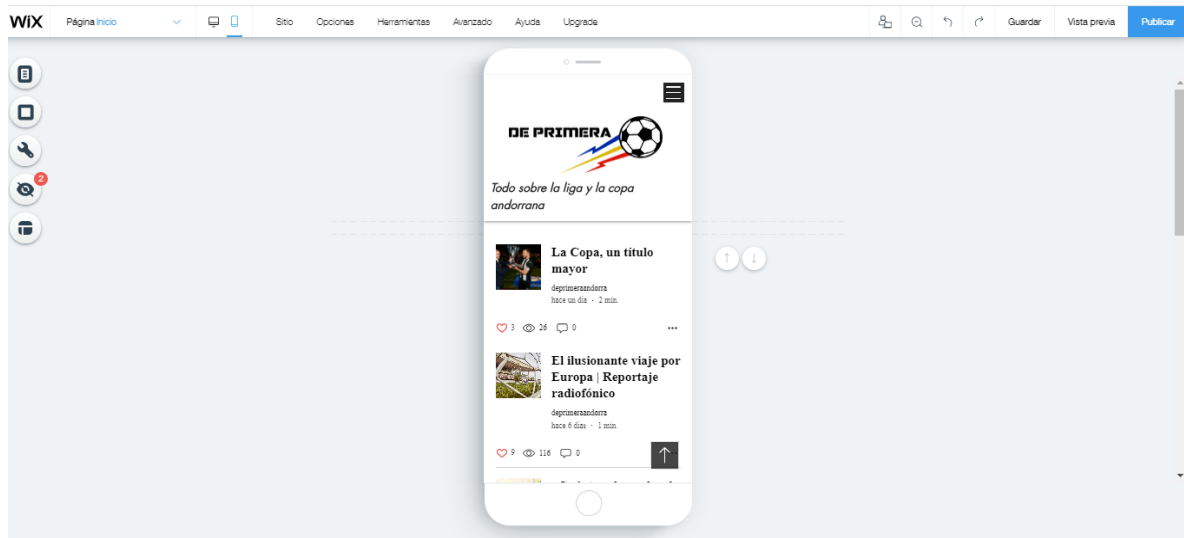 WiX Página Inicio Sitio Opciones Herramientas Avanzado Ayuda Upgrade Guardar Vista previa Publicar
2
DE PRIMERA
Todo sobre la liga y la copa
andorrana
La Copa, un título
mayor
deprimeraandorra
hace un día · 2 min.
3 26 0
El ilusionante viaje por
Europa | Reportaje
radiofónico
deprimeraandorra
hace 6 días · 1 min.
9 116 0